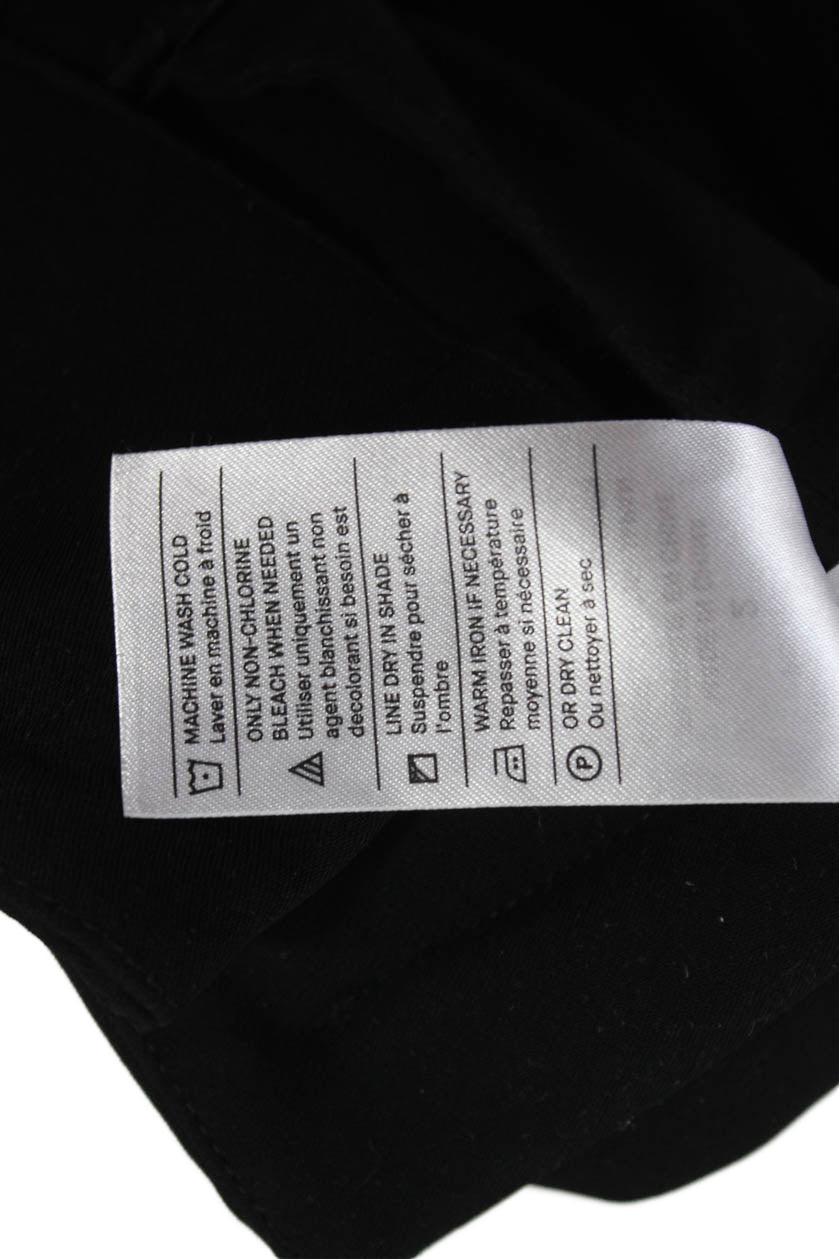 MACHINE WASH COLD
Laver en machine à froid
ONLY NON-CHLORINE
BLEACH WHEN NEEDED
Utiliser uniquement un
agent blanchissant non
decolorant si besoin est
LINE DRY IN SHADE
Suspendre pour sécher à
l'ombre
WARM IRON IF NECESSARY
Repasser à température
moyenne si nécessaire
P
OR DRY CLEAN
Ou nettoyer à sec